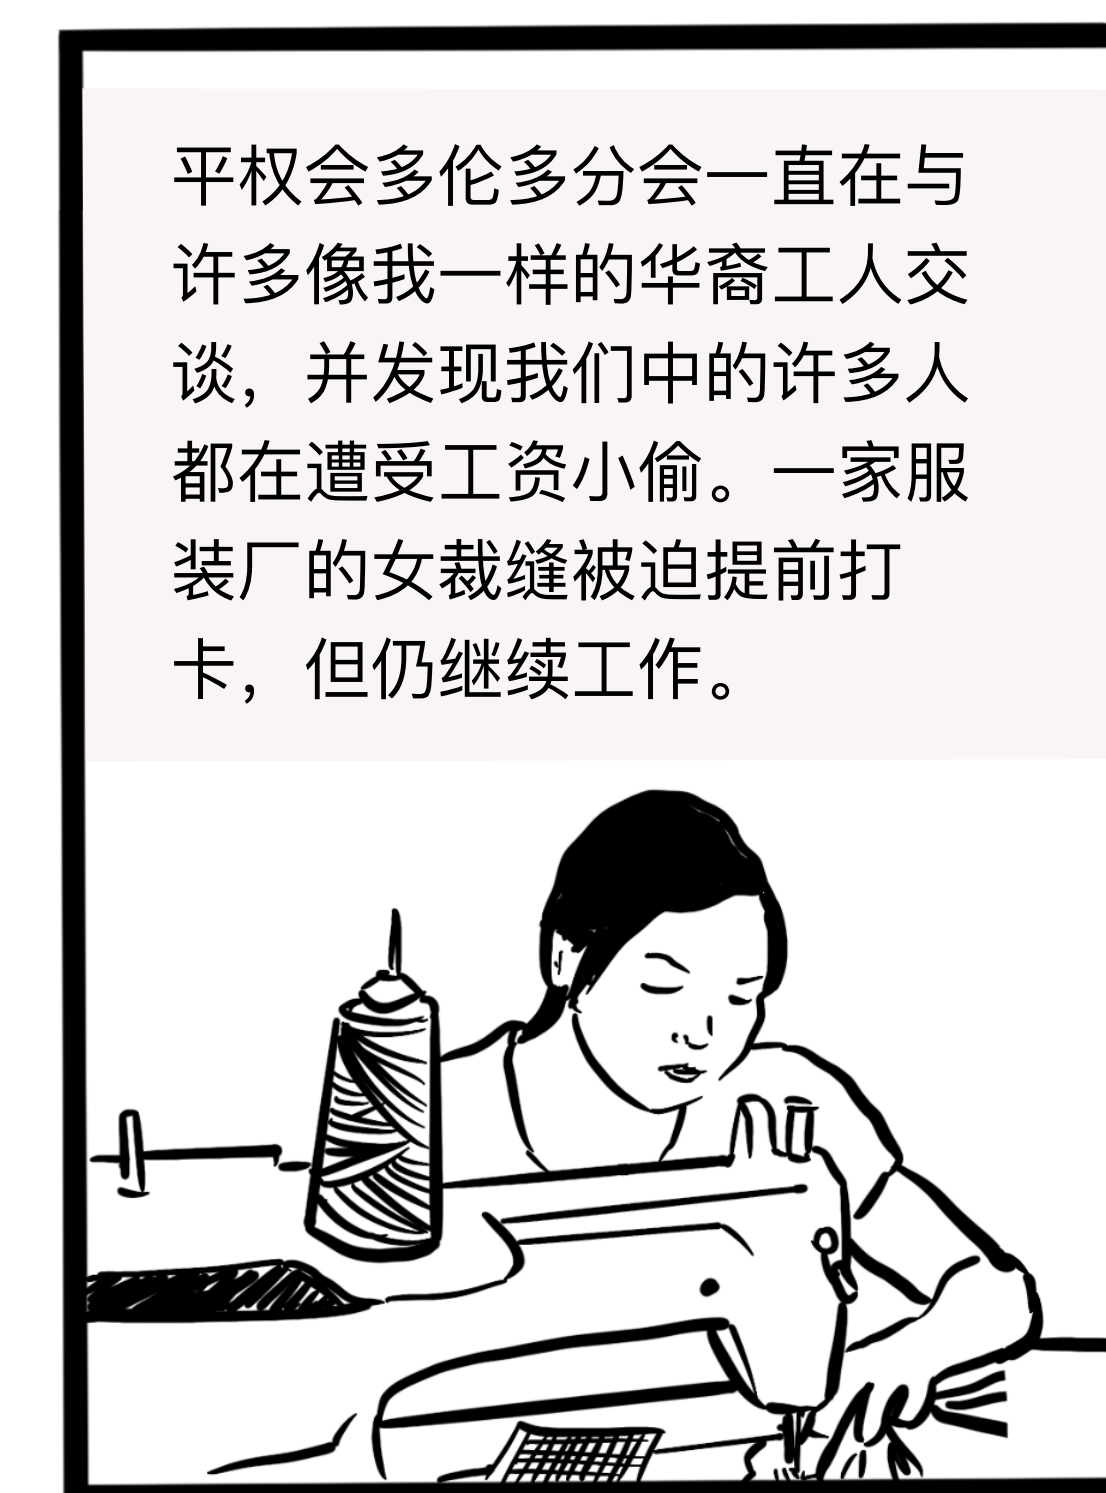 平权会多伦多分会一直在与
许多像我一样的华裔工人交
谈，并发现我们中的许多人
都在遭受工资小偷。一家服
装厂的女裁缝被迫提前打
卡，但仍继续工作。